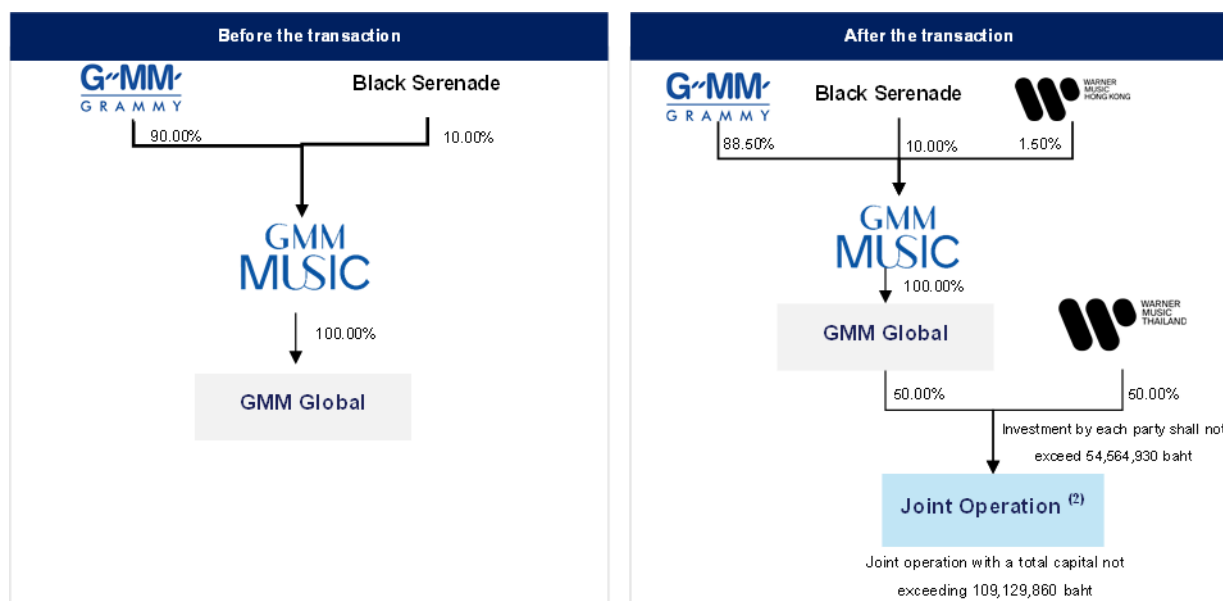 Before the transaction
G"MM'
GRAMMY
Black Serenade
90.00%
10.00%
GMM
MUSIC
100.00%
GMM Global
After the transaction
G"MM'
GRAMMY
Black Serenade
WARNER
MUSIC
HONG KONG
88.50%
10.00%
1.50%
GMM
MUSIC
100.00%
GMM Global
WARNER
MUSIC
THAILAND
50.00%
50.00%
Investment by each party shall not
exceed 54,564,930 baht
Joint Operation (2)
Joint operation with a total capital not
exceeding 109,129,860 baht